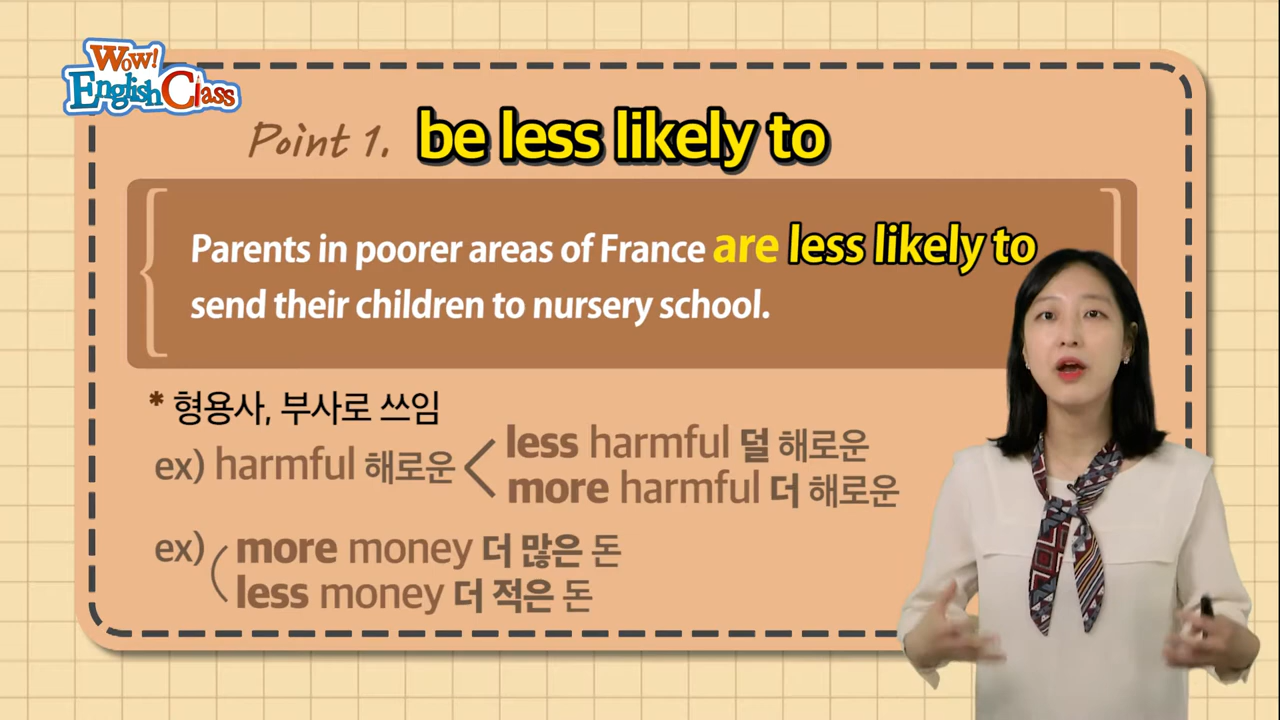 Wow!
English Class
Point 1. be less likely to
Parents in poorer areas of France are less likely to
send their children to nursery school.
* 형용사, 부사로 쓰임
ex) harmful 해로운
less harmful 덜 해로운
more harmful 더 해로운
ex)
more money 더 많은 돈
less money 더 적은 돈